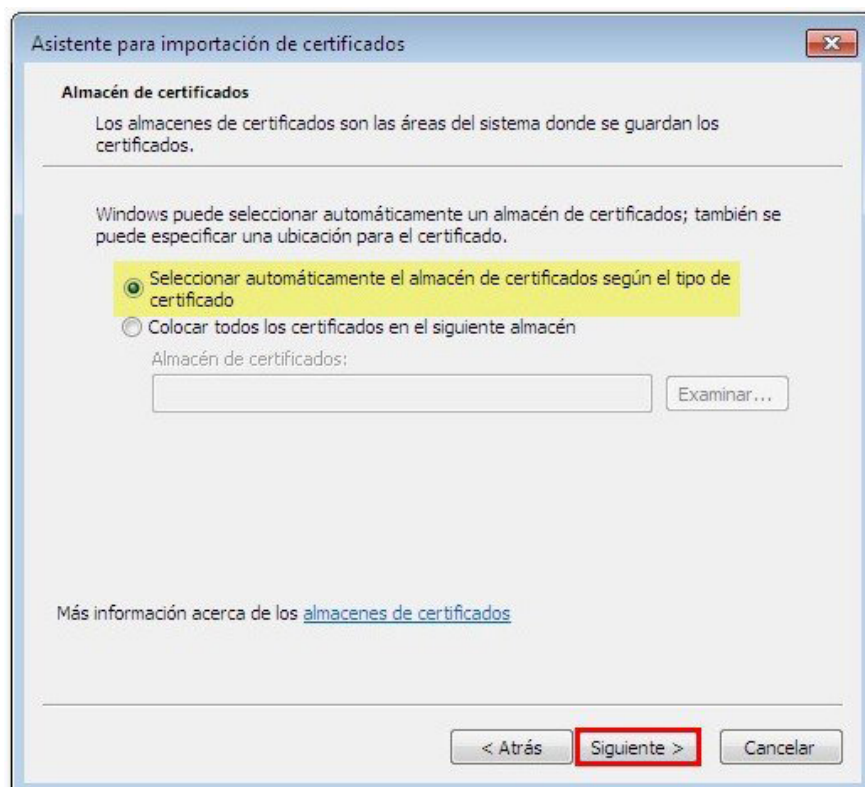 Asistente para importación de certificados
Almacén de certificados
Los almacenes de certificados son las áreas del sistema donde se guardan los
certificados.
Windows puede seleccionar automáticamente un almacén de certificados; también se
puede especificar una ubicación para el certificado.
Seleccionar automáticamente el almacén de certificados según el tipo de
certificado
Colocar todos los certificados en el siguiente almacén
Almacén de certificados:
Examinar...
Más información acerca de los almacenes de certificados
< Atrás Siguiente > Cancelar